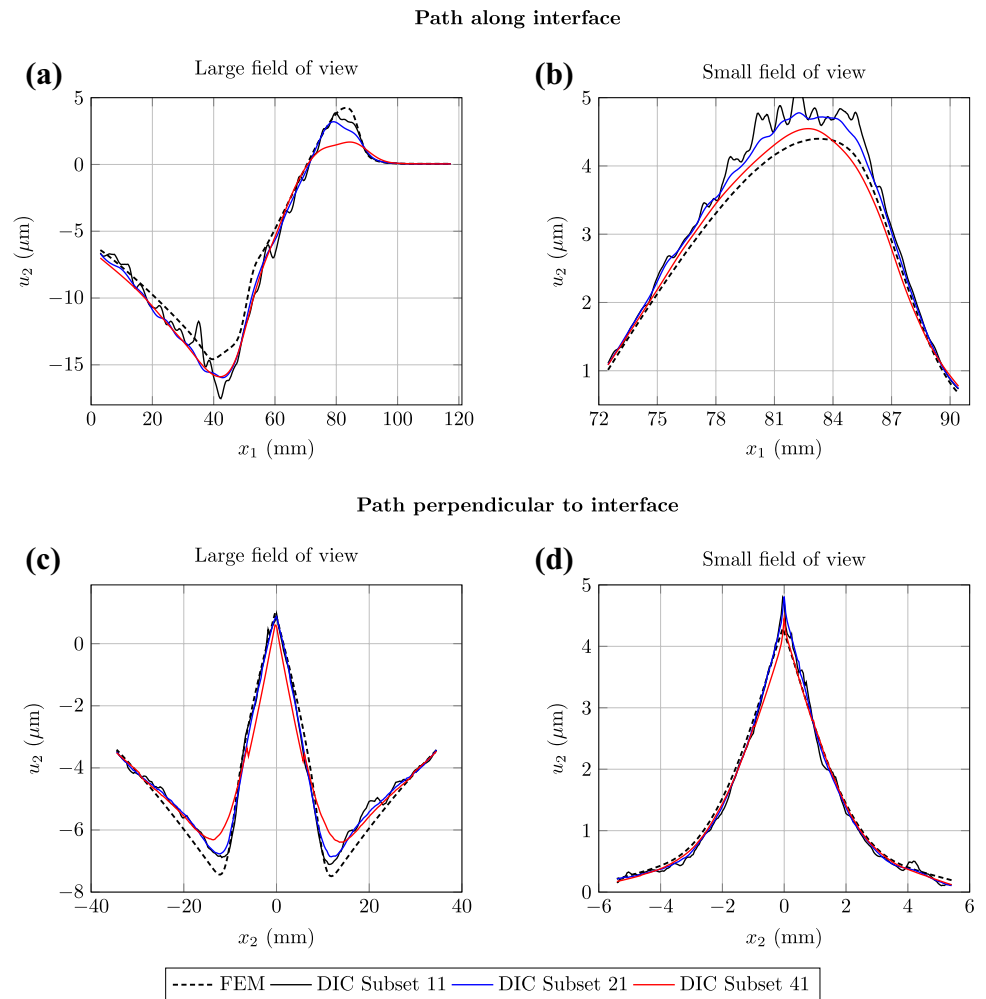 Path along interface
(a)
Large field of view
5
0
−5
−10
−15
0
20
40
60
80
100
120
u2 (μm)
x1 (mm)
(b)
Small field of view
5
4
3
2
1
72
75
78
81
84
87
90
u2 (μm)
x1 (mm)
Path perpendicular to interface
(c)
Large field of view
0
−2
−4
−6
−8
−40
−20
0
20
40
u2 (μm)
x2 (mm)
(d)
Small field of view
5
4
3
2
1
0
−6
−4
−2
0
2
4
6
u2 (μm)
x2 (mm)
FEM DIC Subset 11 DIC Subset 21 DIC Subset 41